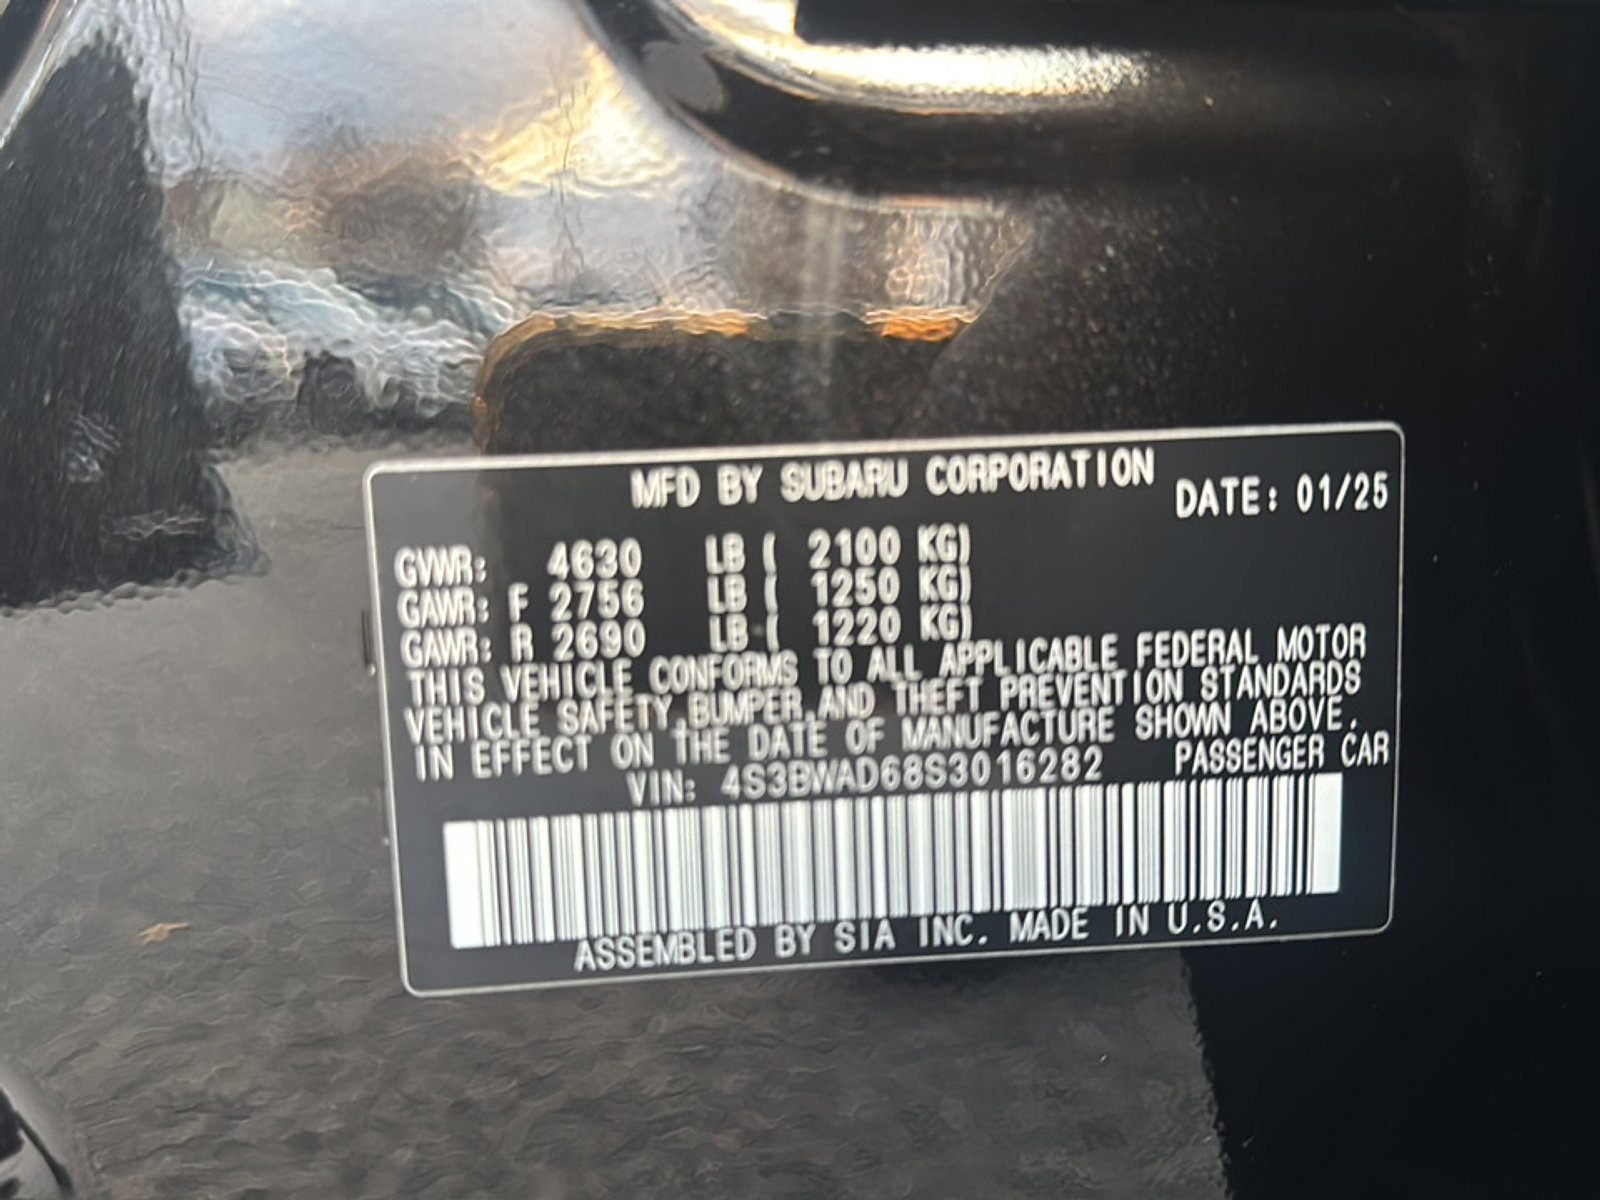 MFD BY SUBARU CORPORATION DATE: 01/25
GVWR: 4630 LB ( 2100 KG)
GAWR: F 2756 LB ( 1250 KG)
GAWR: R 2690 LB ( 1220 KG)
THIS VEHICLE CONFORMS TO ALL APPLICABLE FEDERAL MOTOR
VEHICLE SAFETY,BUMPER,AND THEFT PREVENTION STANDARDS
IN EFFECT ON THE DATE OF MANUFACTURE SHOWN ABOVE.
VIN: 4S3BWAD68S3016282 PASSENGER CAR
ASSEMBLED BY SIA INC. MADE IN U.S.A.